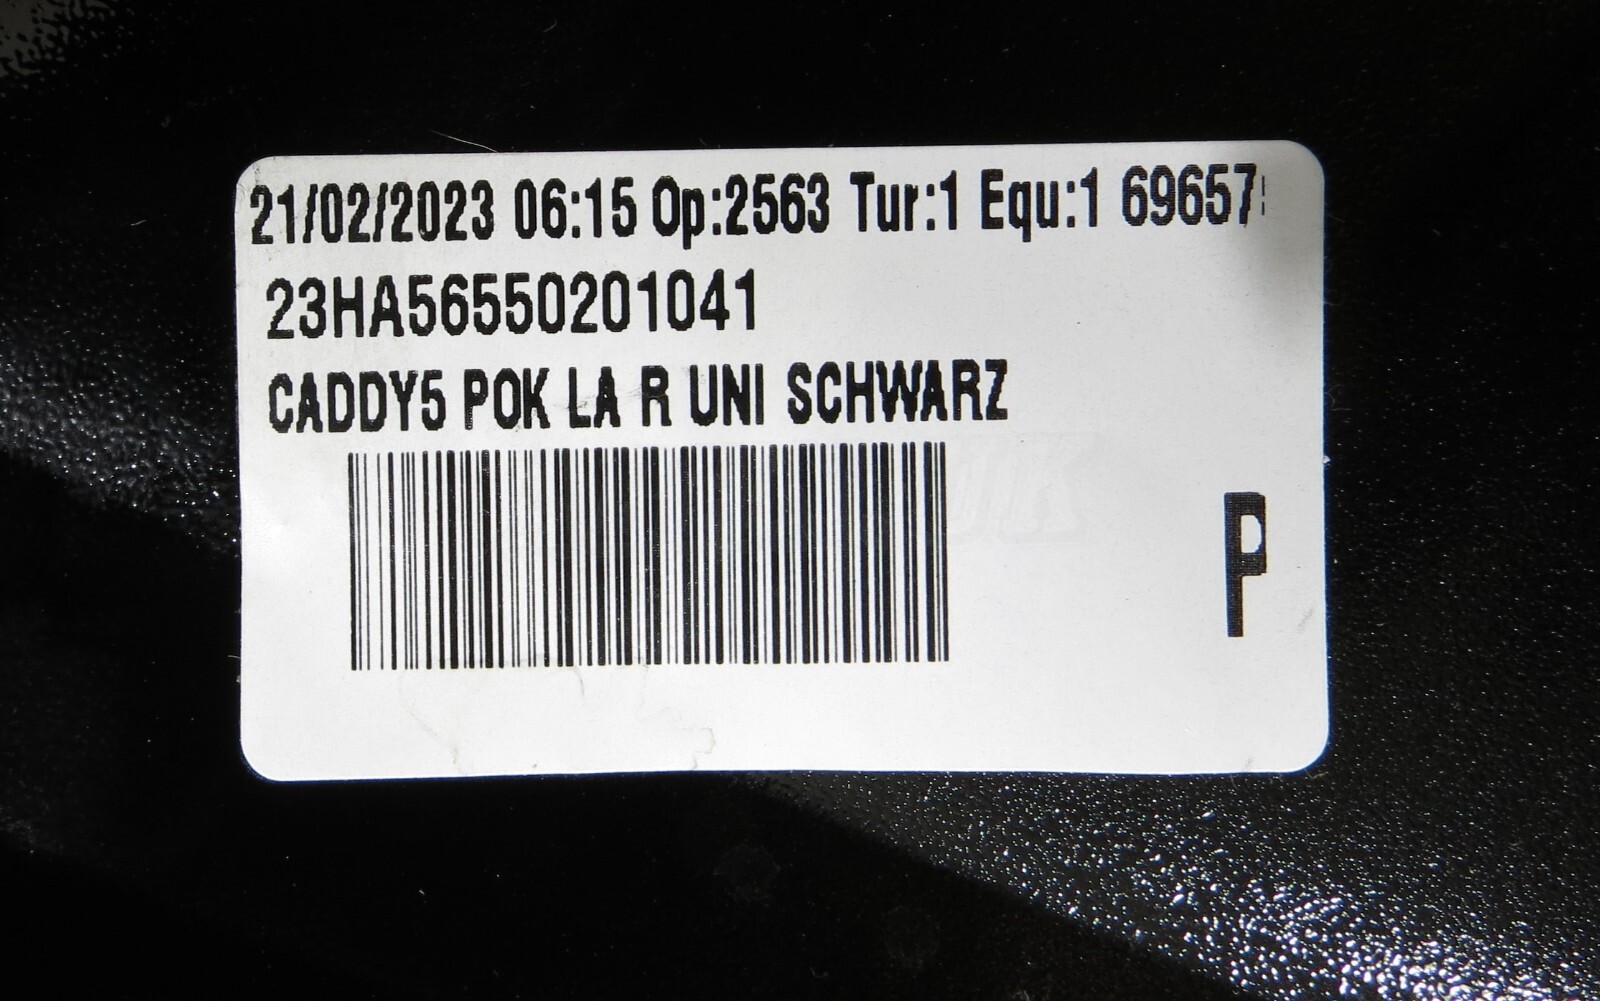 21/02/2023 06:15 Op:2563 Tur:1 Equ:1 69657
23HA56550201041
CADDY5 POK LA R UNI SCHWARZ
P